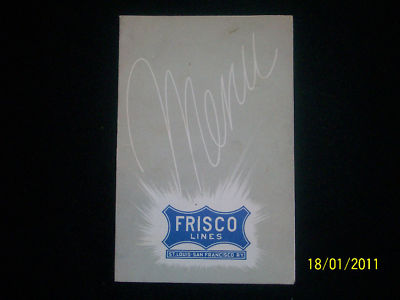 Menu
FRISCO
LINES
ST. LOUIS-SAN FRANCISCO RY.
18/01/2011